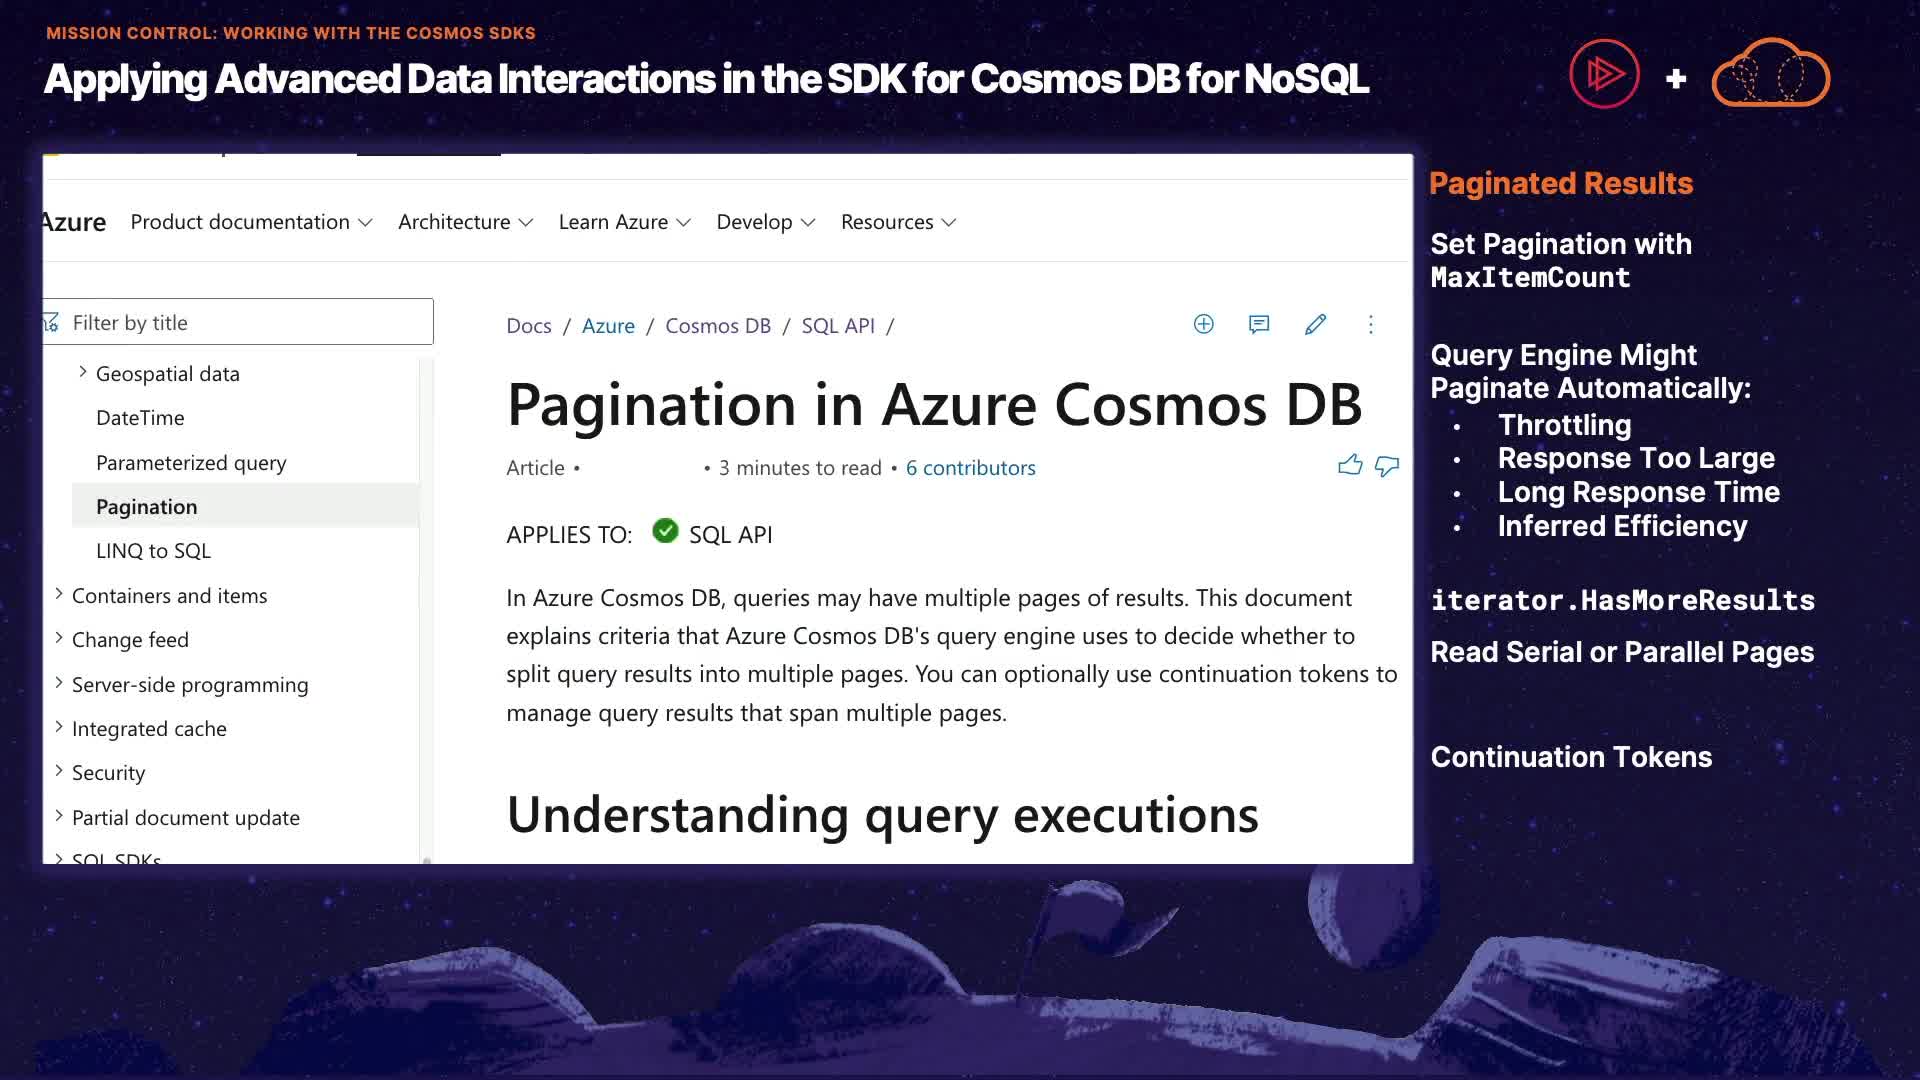 MISSION CONTROL: WORKING WITH THE COSMOS SDKS
Applying Advanced Data Interactions in the SDK for Cosmos DB for NoSQL
Azure
Product documentation
Architecture
Learn Azure
Develop
Resources
Filter by title
Geospatial data
DateTime
Parameterized query
Pagination
LINQ to SQL
Containers and items
Change feed
Server-side programming
Integrated cache
Security
Partial document update
SQL SDKs
Docs / Azure / Cosmos DB / SQL API /
Pagination in Azure Cosmos DB
Article • • 3 minutes to read • 6 contributors
APPLIES TO: SQL API
In Azure Cosmos DB, queries may have multiple pages of results. This document
explains criteria that Azure Cosmos DB's query engine uses to decide whether to
split query results into multiple pages. You can optionally use continuation tokens to
manage query results that span multiple pages.
Understanding query executions
Paginated Results
Set Pagination with
MaxItemCount
Query Engine Might
Paginate Automatically:
• Throttling
• Response Too Large
• Long Response Time
• Inferred Efficiency
iterator.HasMoreResults
Read Serial or Parallel Pages
Continuation Tokens